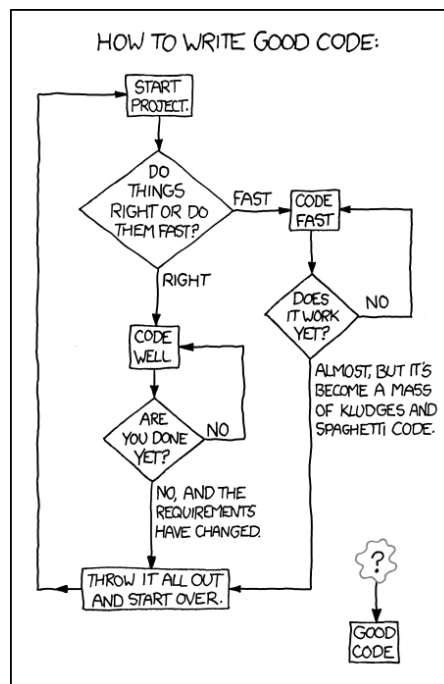 HOW TO WRITE GOOD CODE:
START
PROJECT.
DO
THINGS
RIGHT OR DO
THEM FAST?
FAST
CODE
FAST
RIGHT
DOES
IT WORK
YET?
NO
CODE
WELL
ALMOST, BUT IT'S
BECOME A MASS
OF KLUDGES AND
SPAGHETTI CODE.
ARE
YOU DONE
YET?
NO
NO, AND THE
REQUIREMENTS
HAVE CHANGED.
THROW IT ALL OUT
AND START OVER.
?
GOOD
CODE